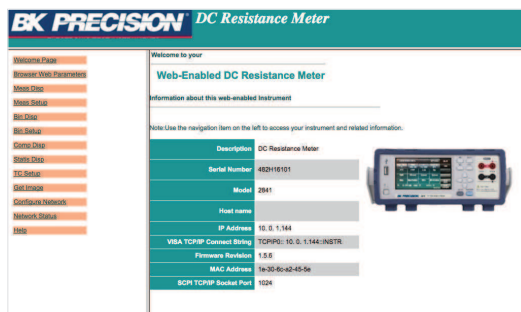 BK PRECISION DC Resistance Meter
Welcome Page
Browser Web Parameters
Meas Disp
Meas Setup
Bin Disp
Bin Setup
Comp Disp
Statis Disp
TC Setup
Get Image
Configure Network
Network Status
Help
Welcome to your
Web-Enabled DC Resistance Meter
Information about this web-enabled Instrument
Note:Use the navigation item on the left to access your instrument and related information.
Description DC Resistance Meter
Serial Number 482H16101
Model 2841
Host name
IP Address 10. 0. 1.144
VISA TCP/IP Connect String TCPIP0:: 10. 0. 1.144::INSTR
Firmware Revision 1.5.6
MAC Address 1e-30-6c-a2-45-5e
SCPI TCP/IP Socket Port 1024